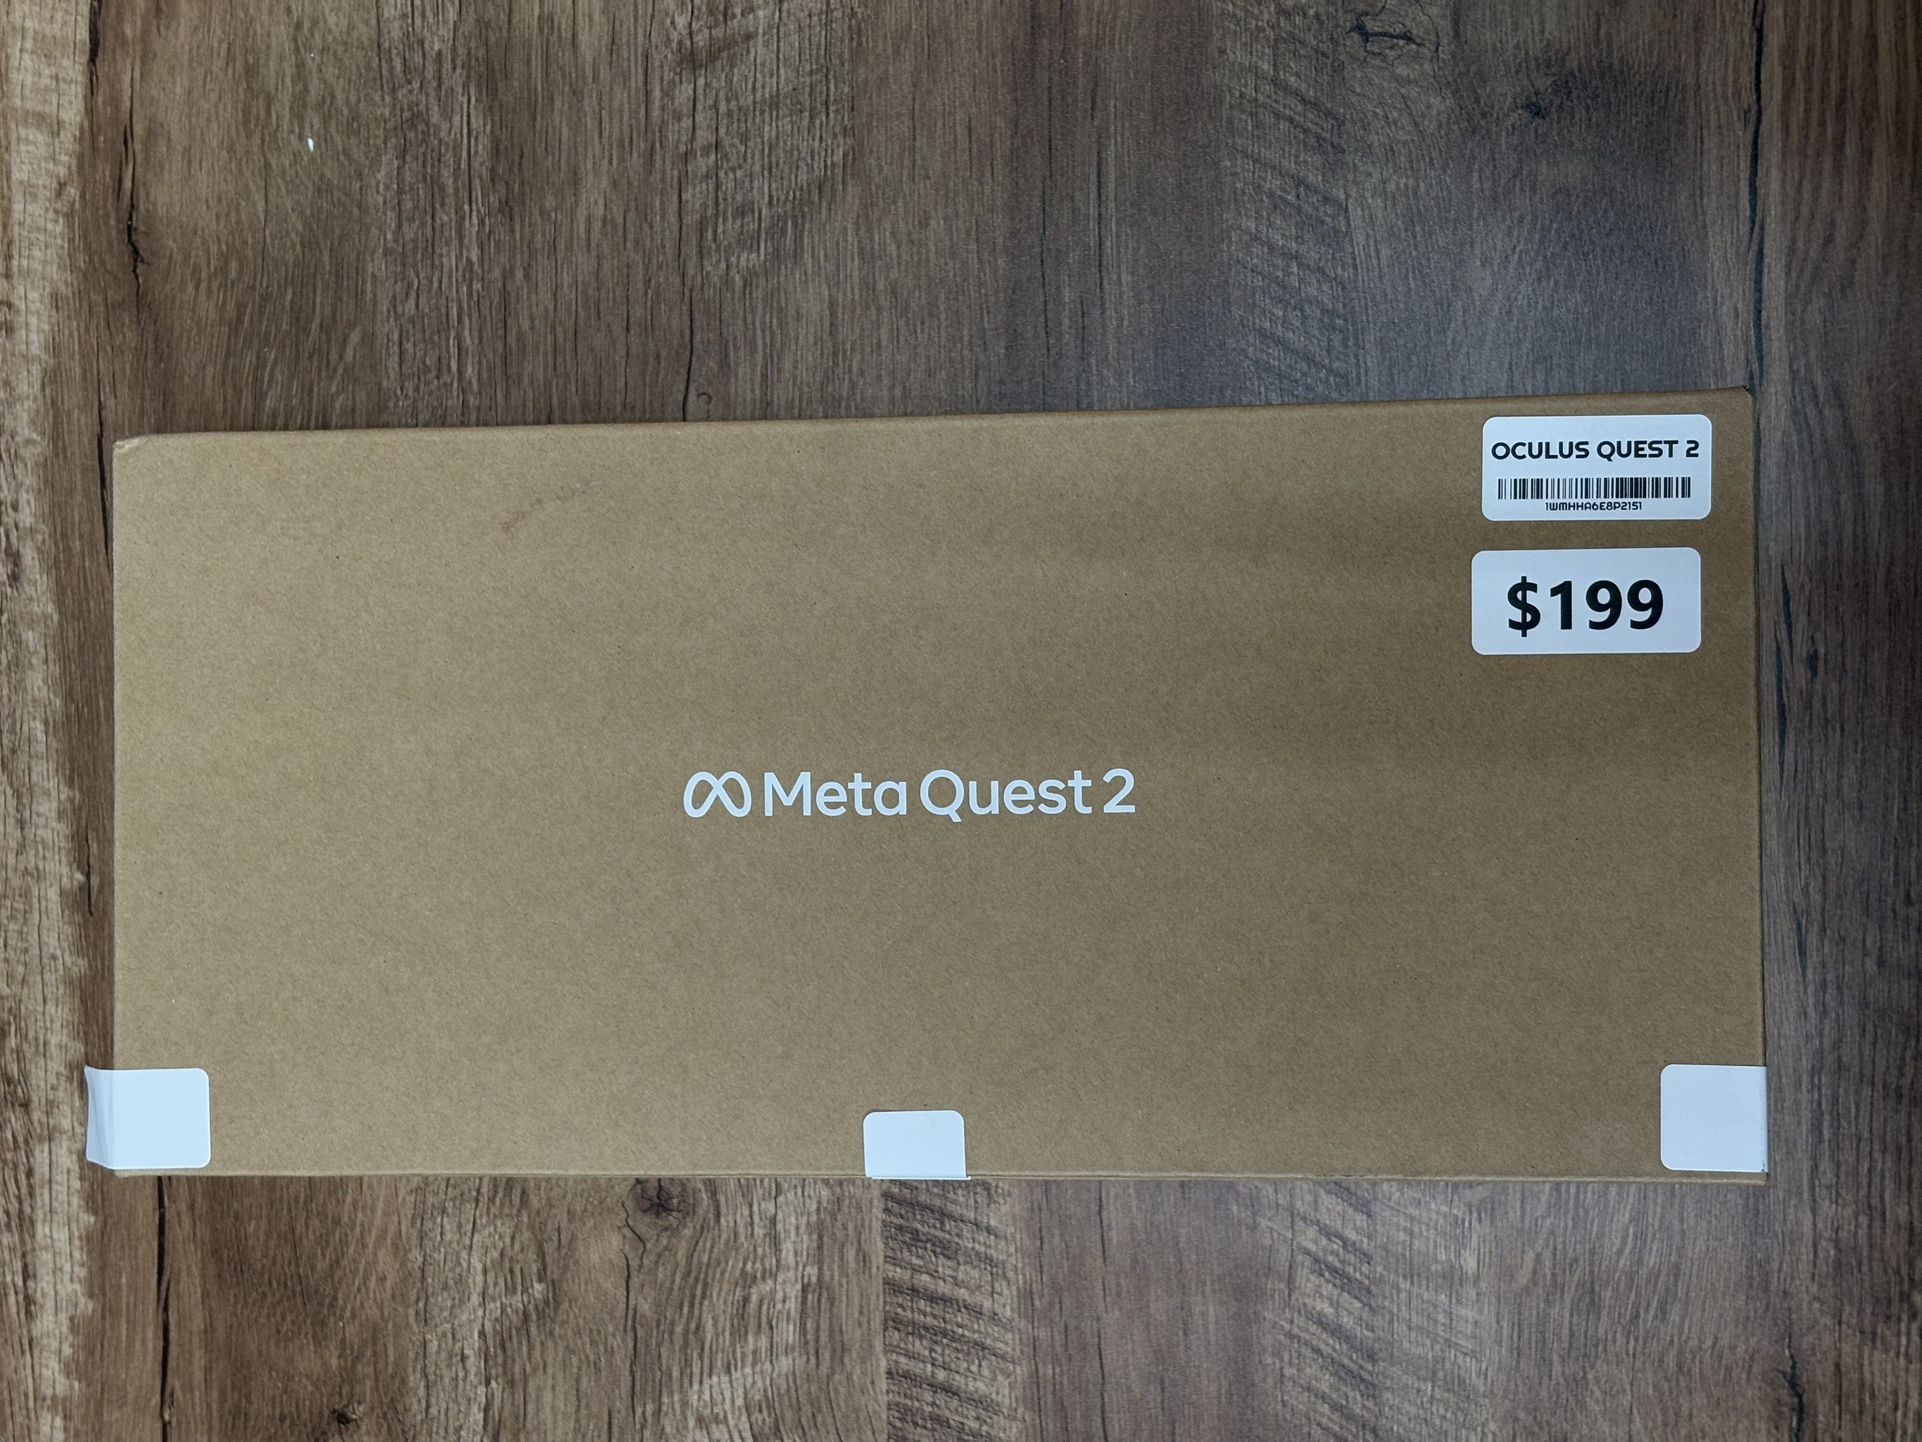 OCULUS QUEST 2
1WMHHA6E8P2151
$199
Meta Quest 2